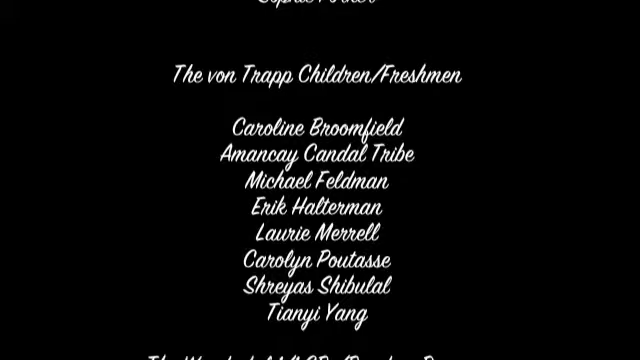 The von Trapp Children/Freshmen
Caroline Broomfield
Amancay Candal Tribe
Michael Feldman
Erik Halterman
Laurie Merrell
Carolyn Poutasse
Shreyas Shibulal
Tianyi Yang